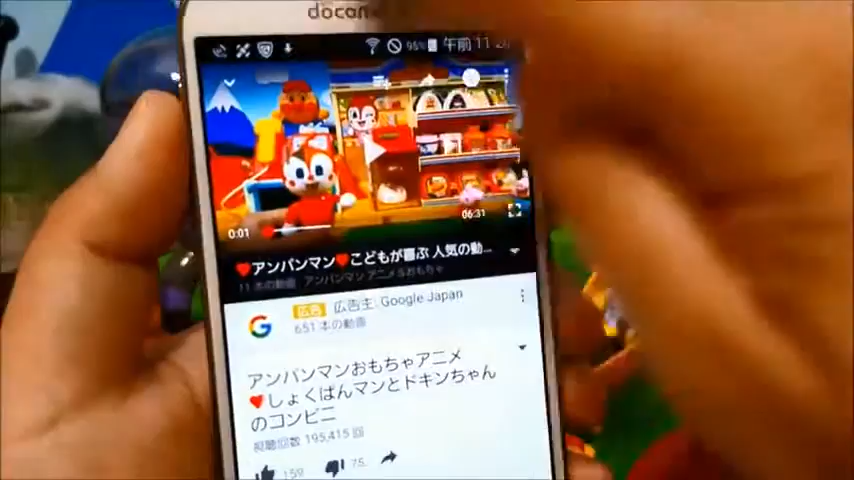 docomo
96% 午前 11:20
0:01
06:31
❤アンパンマン❤こどもが喜ぶ 人気の動…
11 本の動画 アンパンマン アニメ&おもちゃ
広告 広告主: Google Japan
651 本の動画
アンパンマンおもちゃアニメ
❤しょくぱんマンとドキンちゃん
のコンビニ
視聴回数 195,415 回
159
75